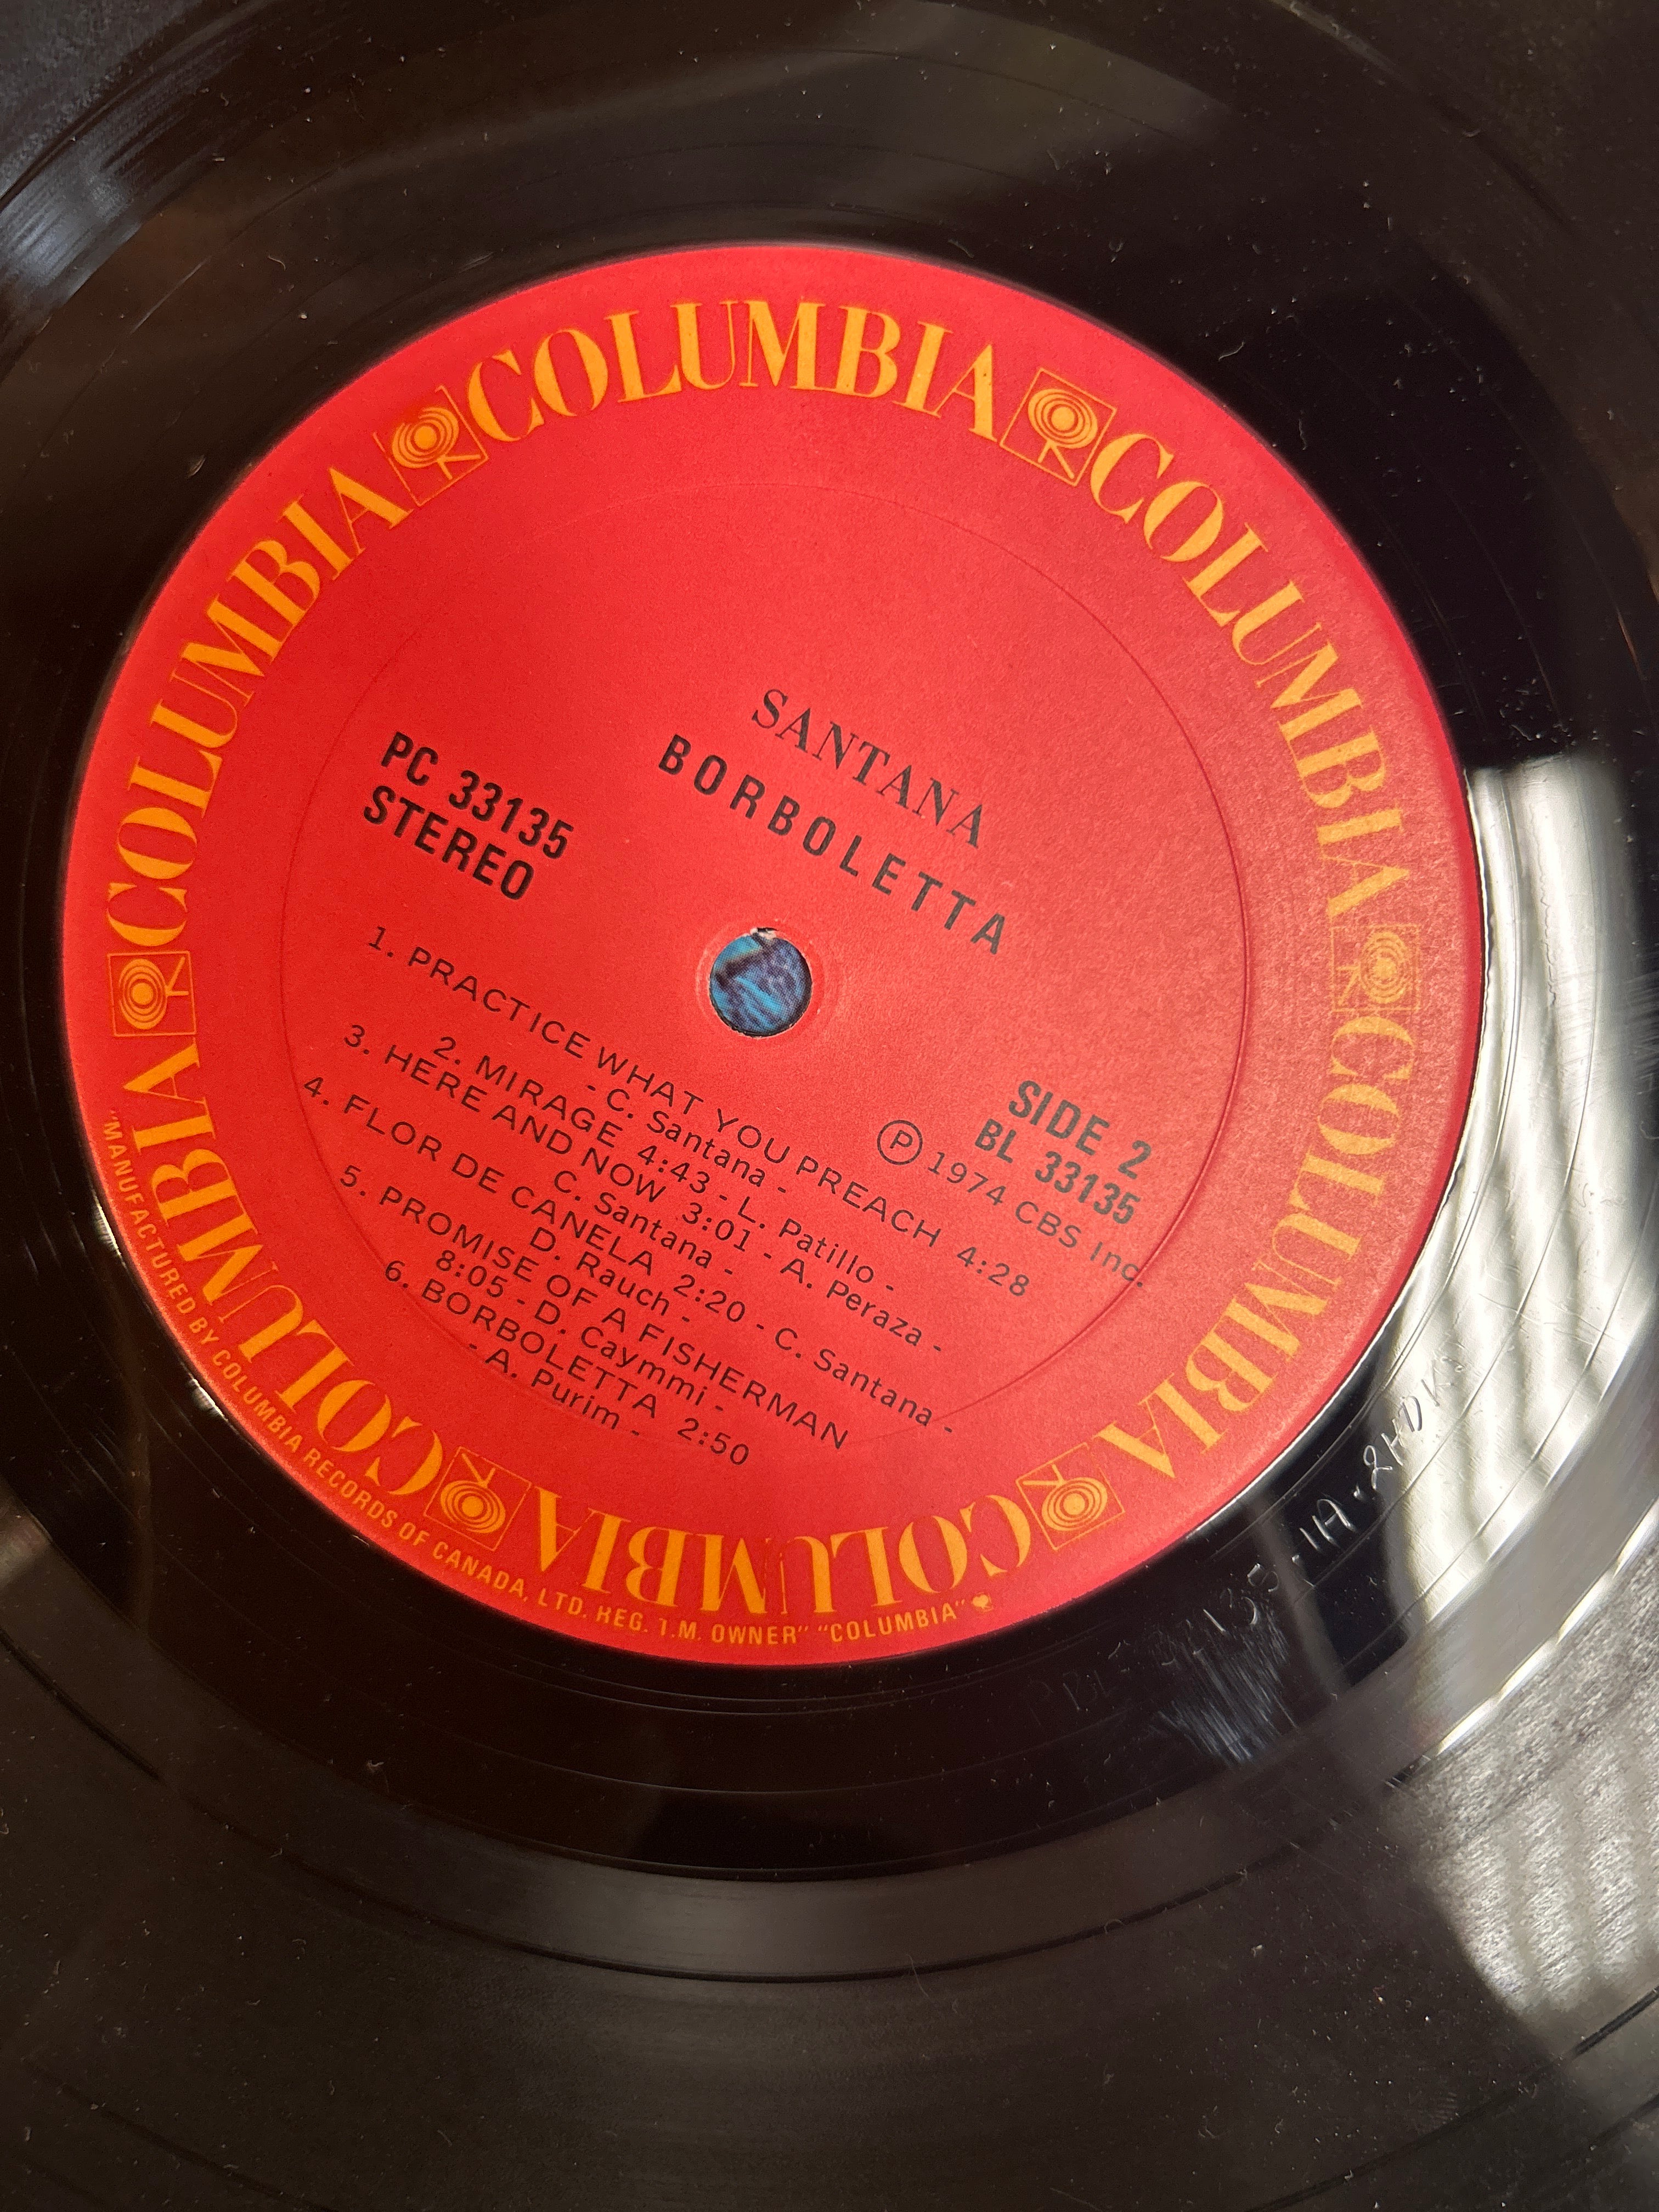 COLUMBIA COLUMBIA COLUMBIA COLUMBIA COLUMBIA COLUMBIA
SANTANA
BORBOLETTA
PC 33135
STEREO
SIDE 2
BL 33135
Ⓟ 1974 CBS Inc.
1. PRACTICE WHAT YOU PREACH 4:28
- C. Santana -
2. MIRAGE 4:43 - L. Patillo -
3. HERE AND NOW 3:01 - A. Peraza -
C. Santana -
4. FLOR DE CANELA 2:20 - C. Santana -
D. Rauch -
5. PROMISE OF A FISHERMAN
8:05 - D. Caymmi -
6. BORBOLETTA 2:50
- A. Purim -
"MANUFACTURED BY COLUMBIA RECORDS OF CANADA, LTD. REG. T.M. OWNER" "COLUMBIA"